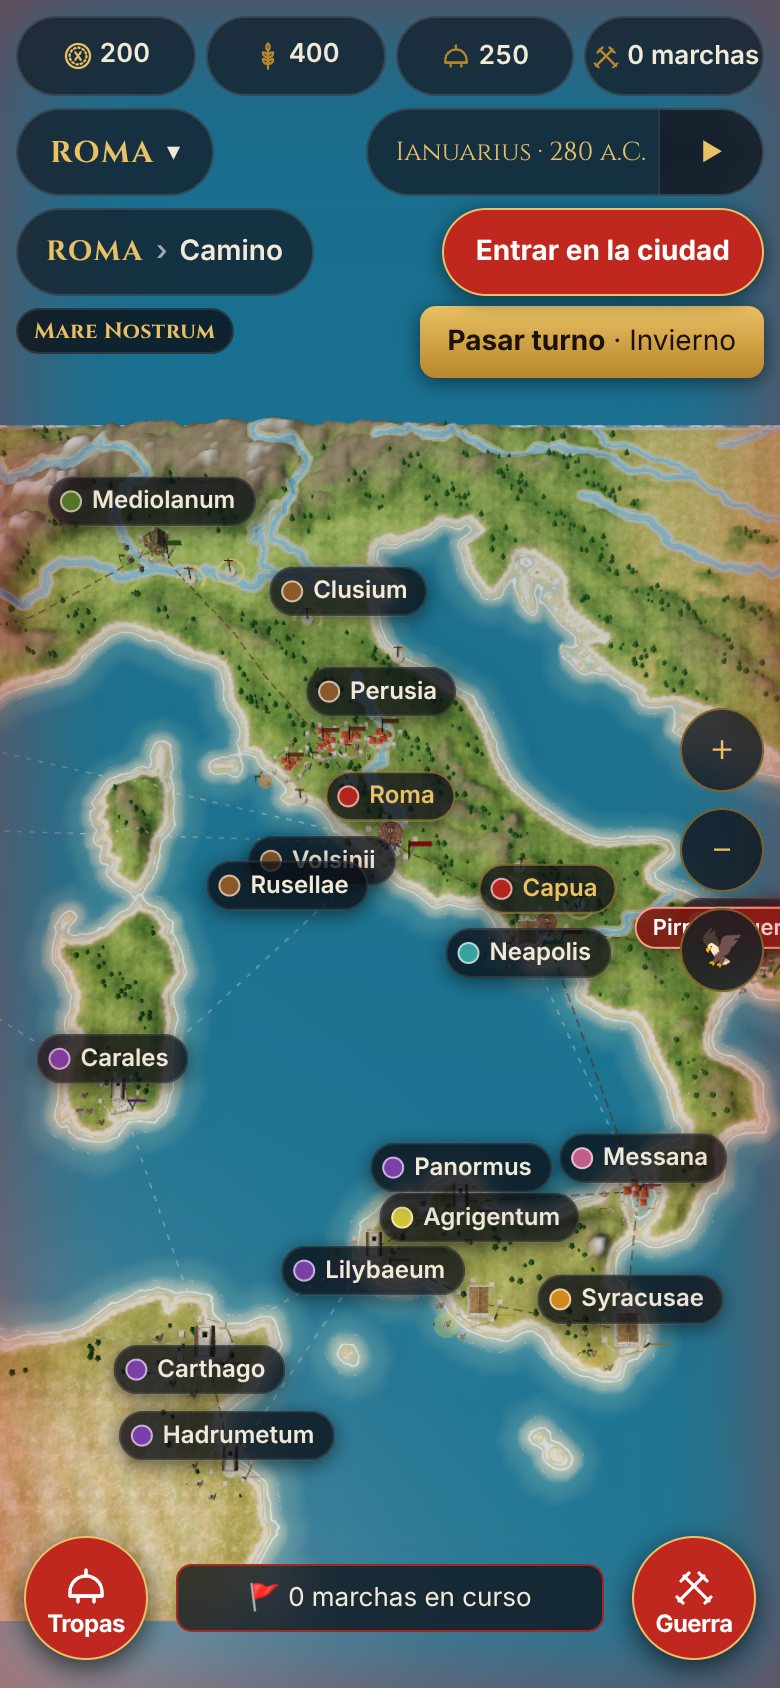 200
400
250
0 marchas
ROMA ▼
IANUARIUS · 280 A.C.
ROMA › Camino
Entrar en la ciudad
MARE NOSTRUM
Pasar turno · Invierno
Mediolanum
Clusium
Perusia
Roma
Volsinii
Rusellae
Capua
Neapolis
Carales
Panormus
Messana
Agrigentum
Lilybaeum
Syracusae
Carthago
Hadrumetum
Tropas
0 marchas en curso
Guerra